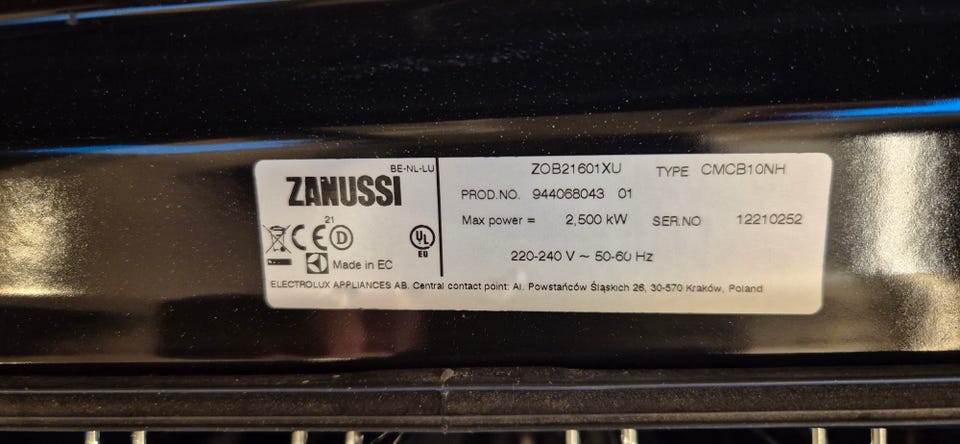 BE-NL-LU
ZANUSSI
21
CE D
UL
EU
Made in EC
ZOB21601XU TYPE CMCB10NH
PROD.NO. 944068043 01
Max power = 2,500 kW SER.NO 12210252
220-240 V ~ 50-60 Hz
ELECTROLUX APPLIANCES AB. Central contact point: Al. Powstańców Śląskich 26, 30-570 Kraków, Poland